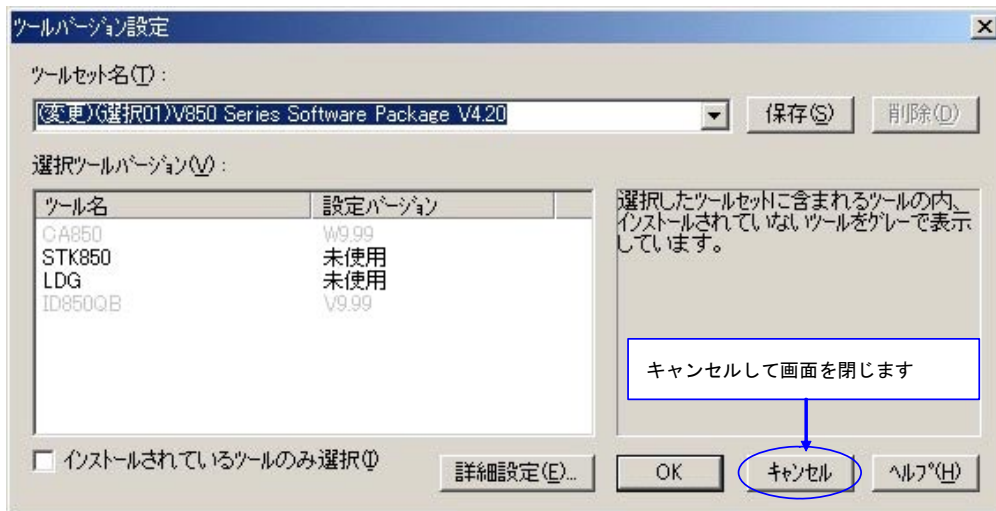 ツールバージョン設定
ツールセット名(T) :
(変更)(選択01)V850 Series Software Package V4.20
保存(S)
削除(D)
選択ツールバージョン(V) :
ツール名 設定バージョン
CA850 W9.99
STK850 未使用
LDG 未使用
ID850QB V9.99
選択したツールセットに含まれるツールの内、
インストールされていないツールをグレーで表示
しています。
キャンセルして画面を閉じます
インストールされているツールのみ選択(I)
詳細設定(E)...
OK
キャンセル
ヘルプ(H)